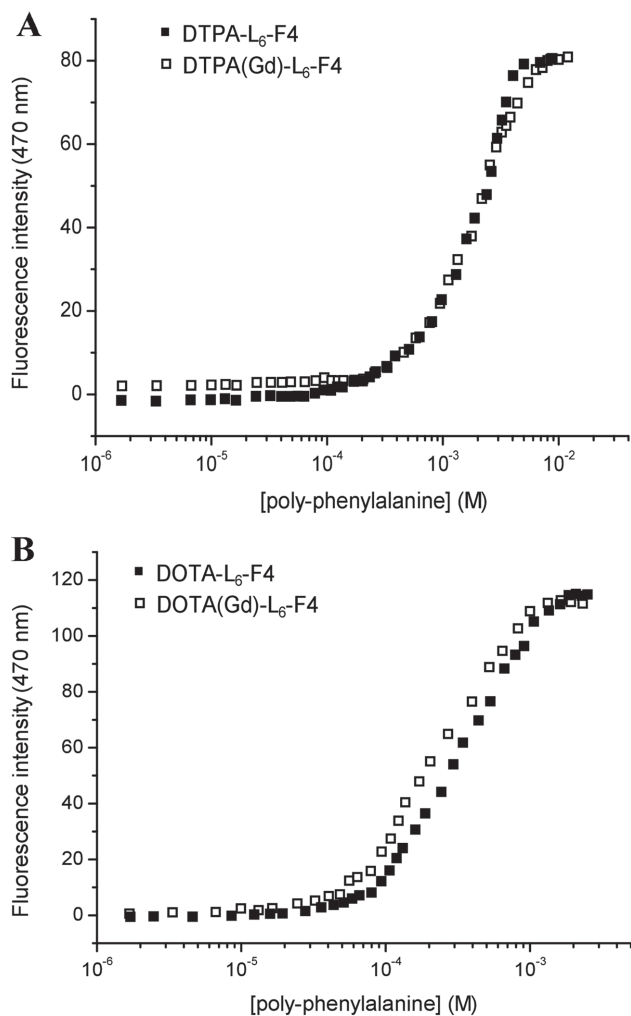 A
DTPA-L₆-F4
DTPA(Gd)-L₆-F4
Fluorescence intensity (470 nm)
80
60
40
20
0
10⁻⁶
10⁻⁵
10⁻⁴
10⁻³
10⁻²
[poly-phenylalanine] (M)
B
DOTA-L₆-F4
DOTA(Gd)-L₆-F4
Fluorescence intensity (470 nm)
120
100
80
60
40
20
0
10⁻⁶
10⁻⁵
10⁻⁴
10⁻³
[poly-phenylalanine] (M)